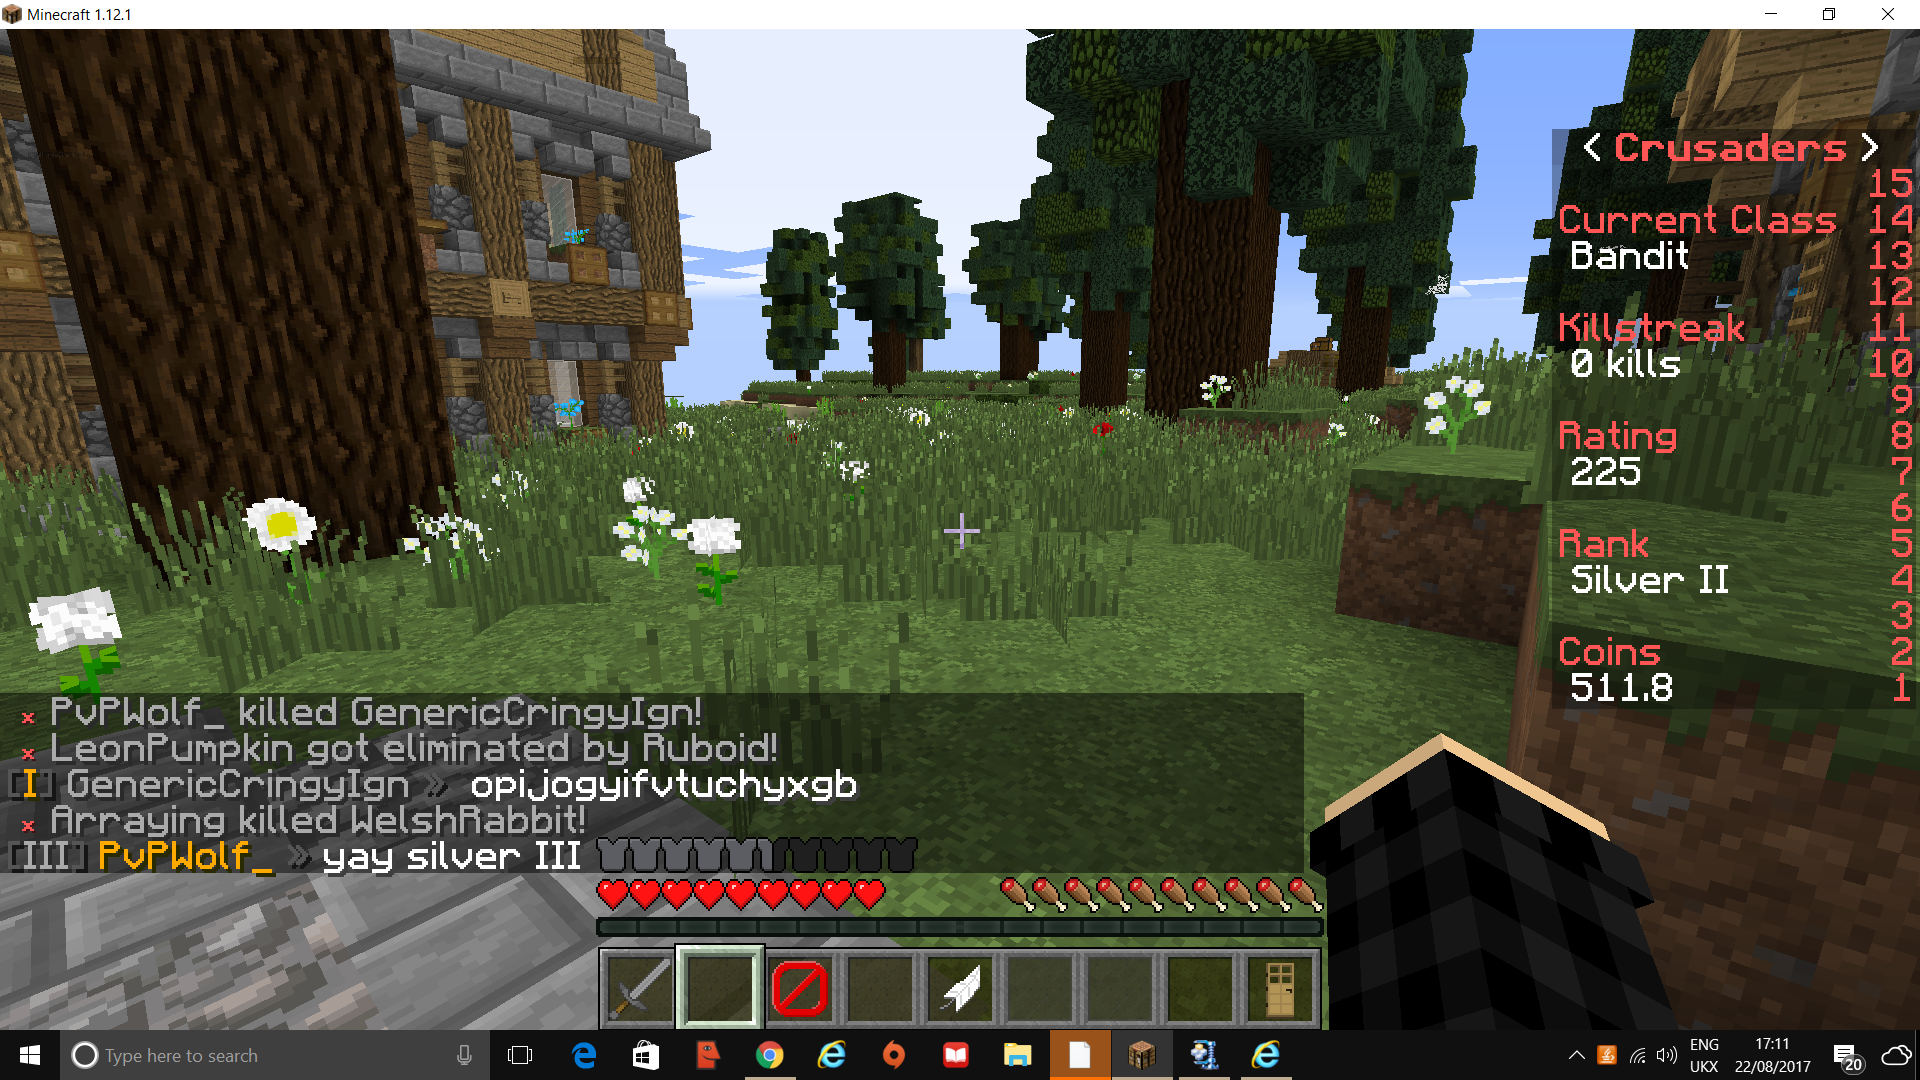 Minecraft 1.12.1
< Crusaders >
15
Current Class 14
Bandit 13
12
Killstreak 11
0 kills 10
9
Rating 8
225 7
6
Rank 5
Silver II 4
3
Coins 2
511.8 1
x PvPWolf_ killed GenericCringyIgn!
x LeonPumpkin got eliminated by Ruboid!
[I] GenericCringyIgn » opijogyifvtuchyxgb
x Arraying killed WelshRabbit!
[III] PvPWolf_ » yay silver III
Type here to search
ENG
UKX
17:11
22/08/2017
20